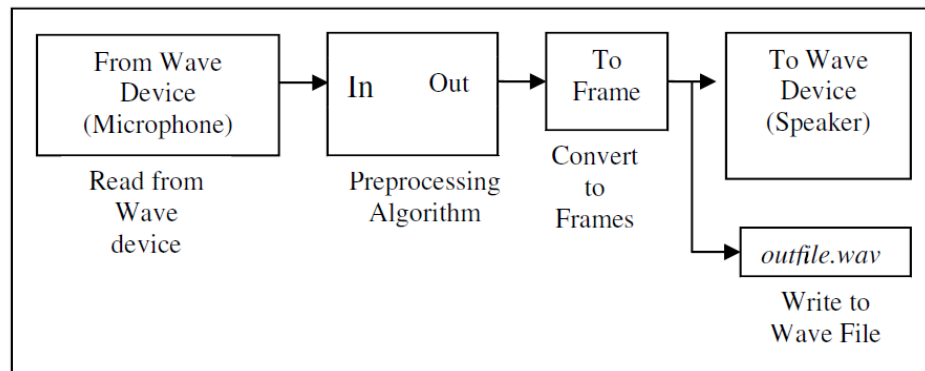 From Wave
Device
(Microphone)
Read from
Wave
device
In Out
Preprocessing
Algorithm
To
Frame
Convert
to
Frames
To Wave
Device
(Speaker)
outfile.wav
Write to
Wave File